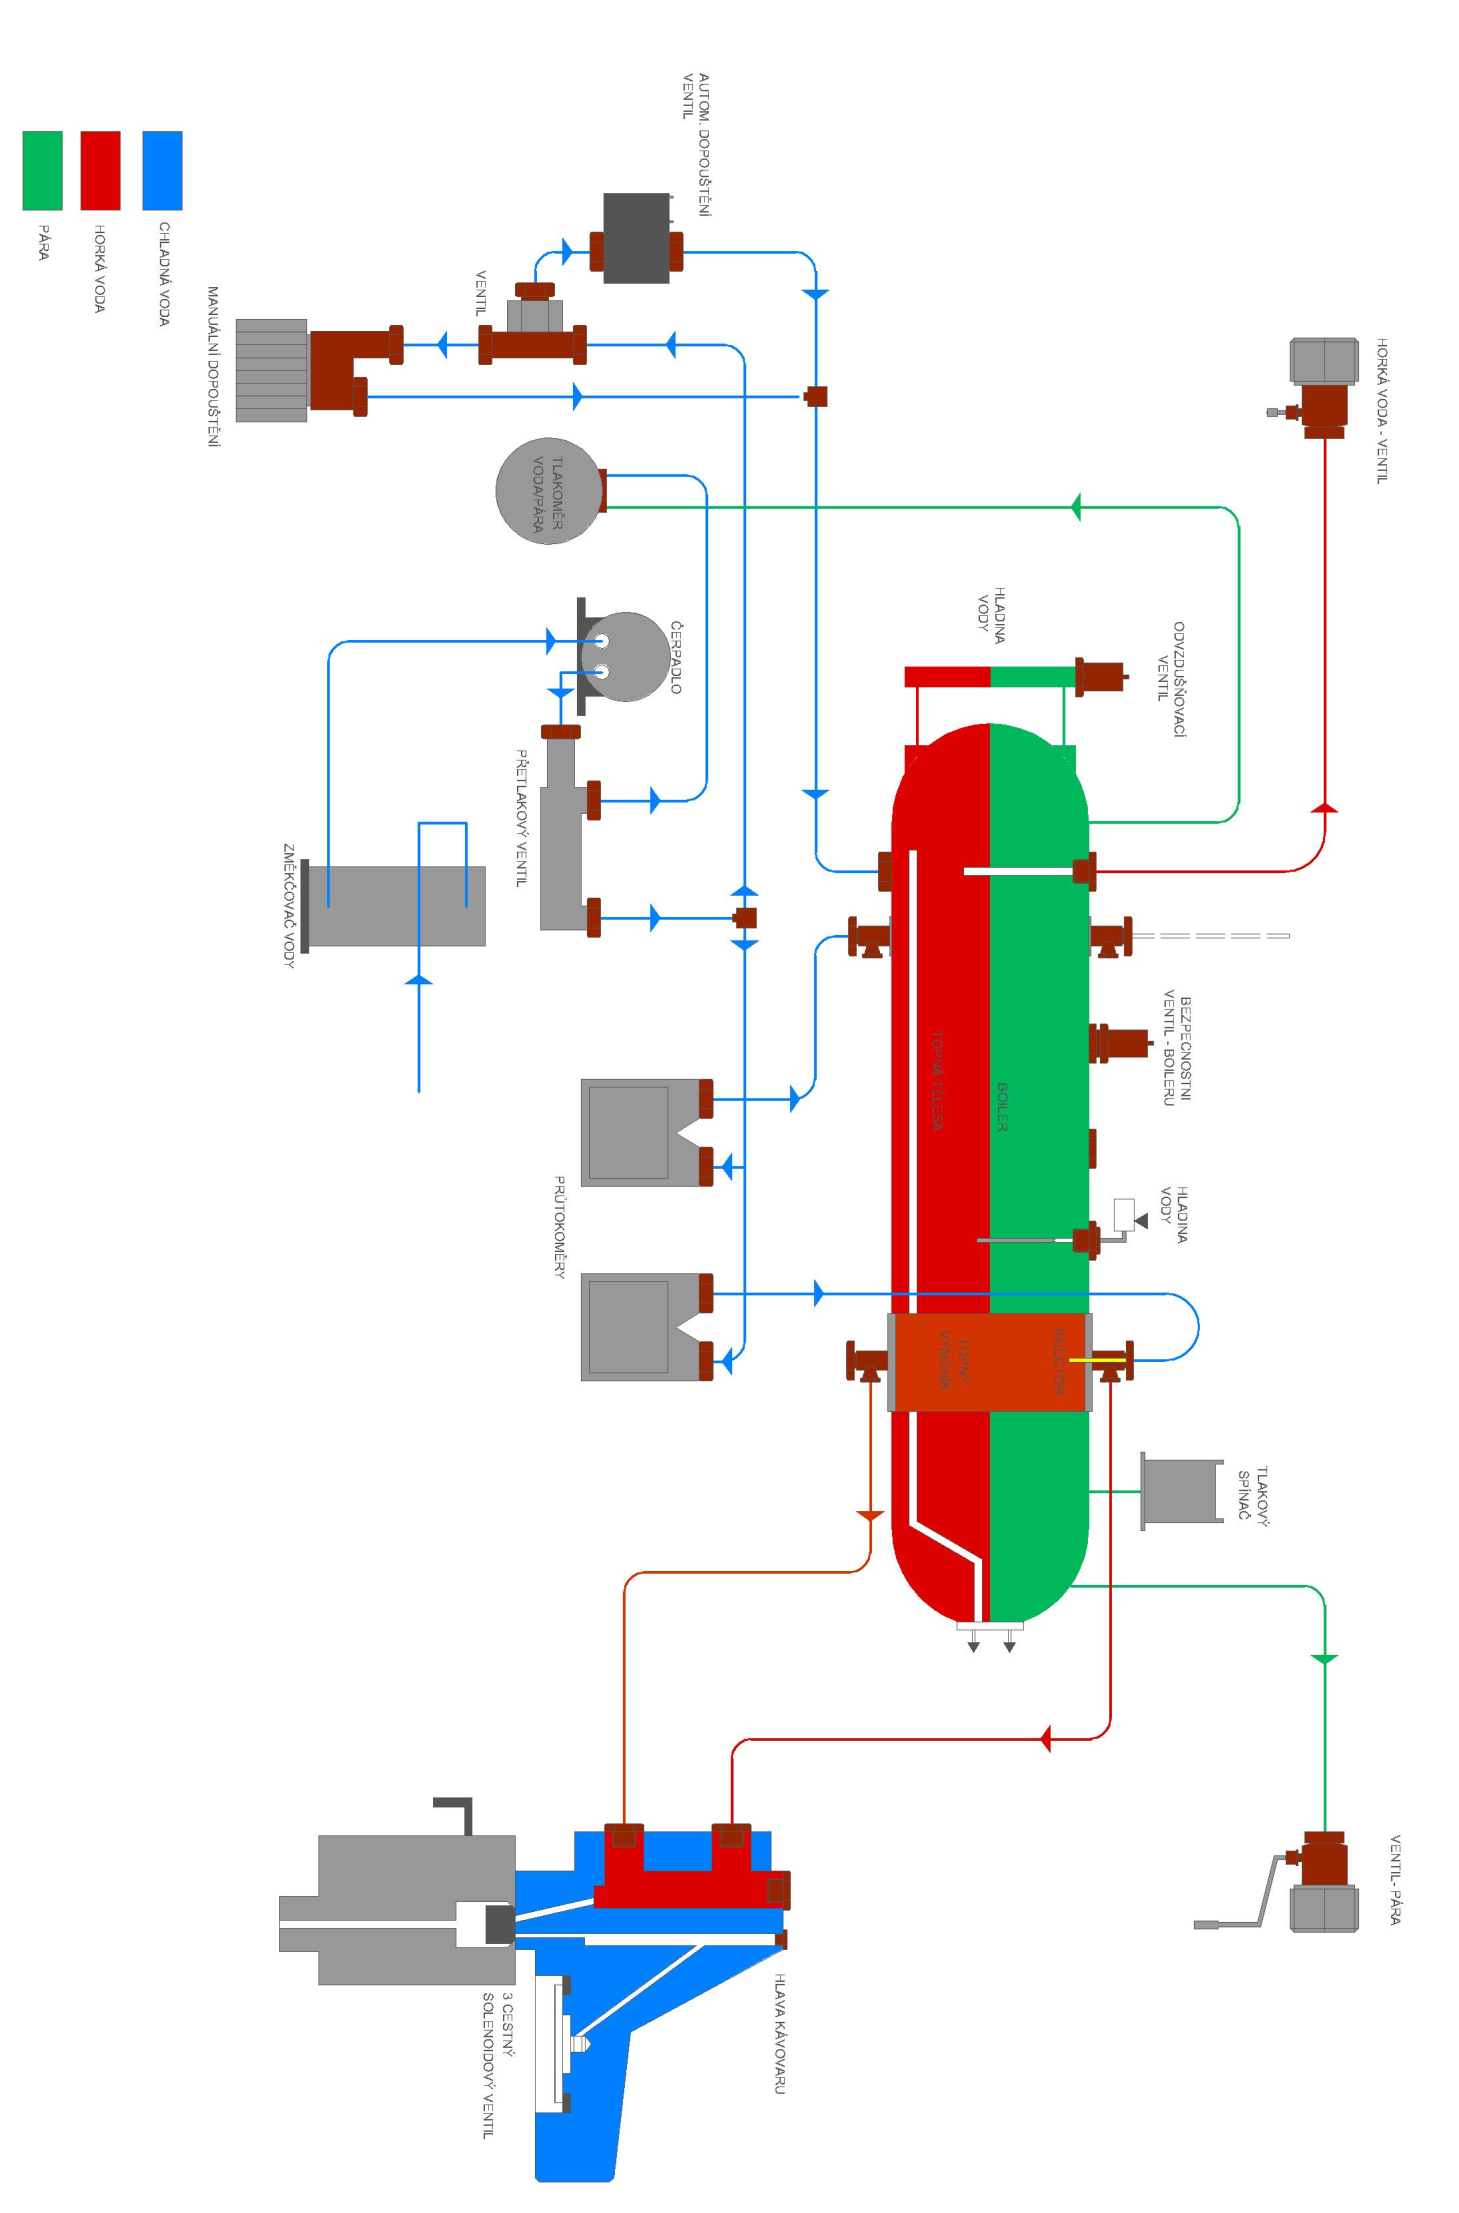 HORKÁ VODA - VENTIL
VENTIL- PÁRA
ODVZDUŠŇOVACÍ
VENTIL
BEZPECNOSTNI
VENTIL - BOILERU
HLADINA
VODY
TLAKOVÝ
SPÍNAČ
HLADINA
VODY
BOILER
INJECTOR
TOPNÁ TĚLESA
TOPNÝ
VÝMĚNÍK
HLAVA KÁVOVARU
AUTOM. DOPOUŠTĚNÍ
VENTIL
ČERPADLO
TLAKOMĚR
VODA/PÁRA
PRŮTOKOMĚRY
PŘETLAKOVÝ VENTIL
3 CESTNÝ
SOLENOIDOVÝ VENTIL
VENTIL
ZMĚKČOVAČ VODY
MANUÁLNÍ DOPOUŠTĚNÍ
CHLADNÁ VODA
HORKÁ VODA
PÁRA